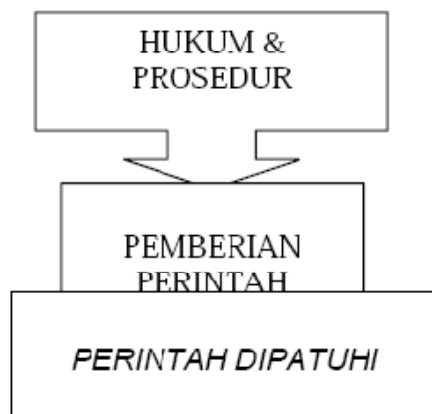 HUKUM &
PROSEDUR
PEMBERIAN
PERINTAH
PERINTAH DIPATUHI